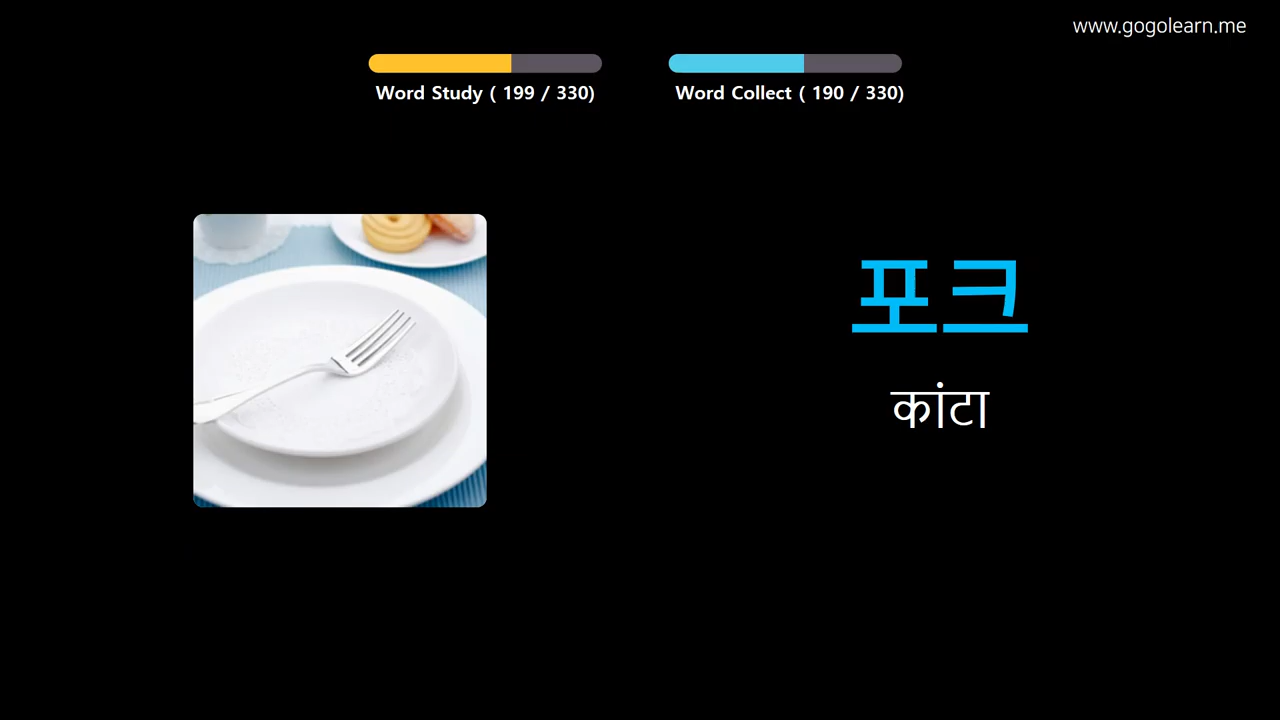 www.gogolearn.me
Word Study ( 199 / 330)
Word Collect ( 190 / 330)
포크
कांटा